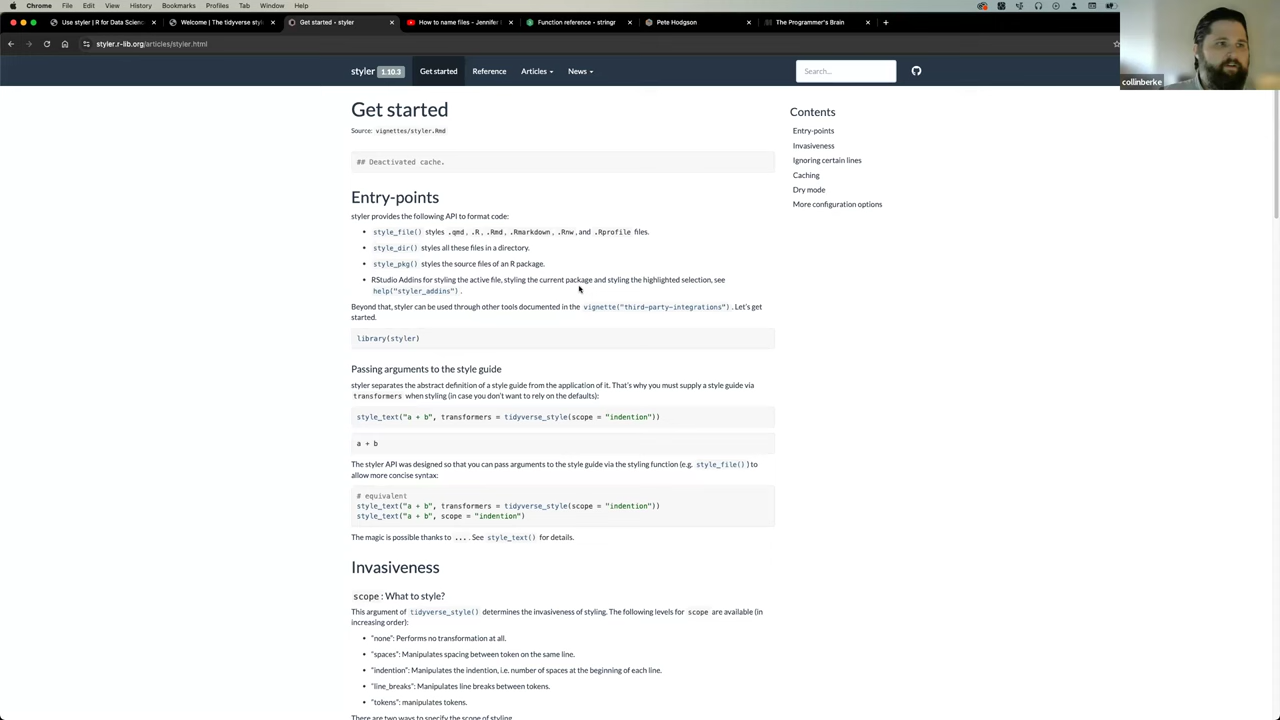 Chrome File Edit View History Bookmarks Profiles Tab Window Help
Use styler | R for Data Scienc
Welcome | The tidyverse style
Get started • styler
How to name files - Jennifer
Function reference • stringr
Pete Hodgson
The Programmer's Brain
styler.r-lib.org/articles/styler.html
collinberke
styler 1.10.3 Get started Reference Articles News Search...
Get started
Source: vignettes/styler.Rmd
## Deactivated cache.
Entry-points
styler provides the following API to format code:
• style_file() styles .qmd, .R, .Rmd, .Rmarkdown, .Rnw, and .Rprofile files.
• style_dir() styles all these files in a directory.
• style_pkg() styles the source files of an R package.
• RStudio Addins for styling the active file, styling the current package and styling the highlighted selection, see
help("styler_addins").
Beyond that, styler can be used through other tools documented in the vignette("third-party-integrations"). Let's get
started.
library(styler)
Passing arguments to the style guide
styler separates the abstract definition of a style guide from the application of it. That's why you must supply a style guide via
transformers when styling (in case you don't want to rely on the defaults):
style_text("a + b", transformers = tidyverse_style(scope = "indention"))
a + b
The styler API was designed so that you can pass arguments to the style guide via the styling function (e.g. style_file()) to
allow more concise syntax:
# equivalent
style_text("a + b", transformers = tidyverse_style(scope = "indention"))
style_text("a + b", scope = "indention")
The magic is possible thanks to .... See style_text() for details.
Invasiveness
scope: What to style?
This argument of tidyverse_style() determines the invasiveness of styling. The following levels for scope are available (in
increasing order):
• "none": Performs no transformation at all.
• "spaces": Manipulates spacing between token on the same line.
• "indention": Manipulates the indention, i.e. number of spaces at the beginning of each line.
• "line_breaks": Manipulates line breaks between tokens.
• "tokens": manipulates tokens.
There are two ways to specify the scope of styling.
Contents
Entry-points
Invasiveness
Ignoring certain lines
Caching
Dry mode
More configuration options